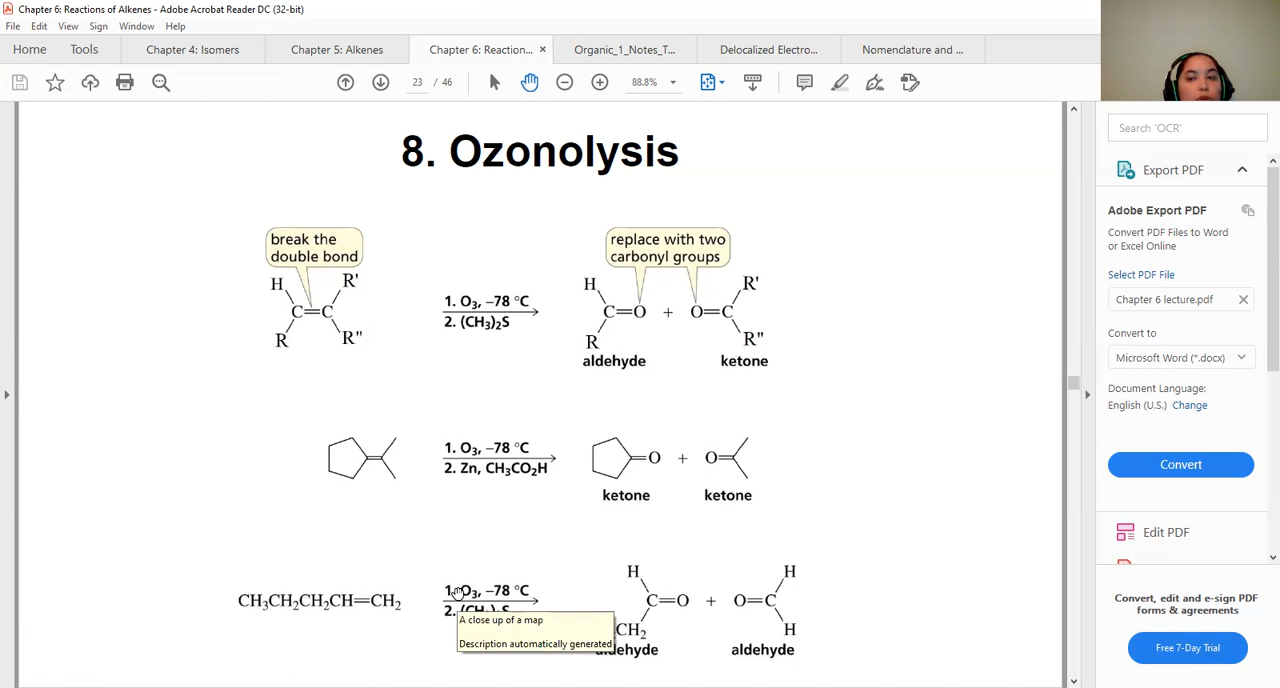 Chapter 6: Reactions of Alkenes - Adobe Acrobat Reader DC (32-bit)
File Edit View Sign Window Help
Home Tools Chapter 4: Isomers Chapter 5: Alkenes Chapter 6: Reaction... × Organic_1_Notes_T... Delocalized Electro... Nomenclature and ...
23 / 46 88.8%
Search 'OCR'
Export PDF
Adobe Export PDF
Convert PDF Files to Word
or Excel Online
Select PDF File
Chapter 6 lecture.pdf
Convert to
Microsoft Word (*.docx)
Document Language:
English (U.S.) Change
Convert
Edit PDF
Convert, edit and e-sign PDF
forms & agreements
Free 7-Day Trial
8. Ozonolysis
break the
double bond
replace with two
carbonyl groups
H R'
C=C
R R"
1. O₃, –78 °C
2. (CH₃)₂S
H R'
C=O + O=C
R R"
aldehyde ketone
1. O₃, –78 °C
2. Zn, CH₃CO₂H
=O + O=
ketone ketone
CH₃CH₂CH₂CH=CH₂
1. O₃, –78 °C
2. (CH₃)₂S
H H
C=O + O=C
CH₂ H
aldehyde
A close up of a map
Description automatically generated